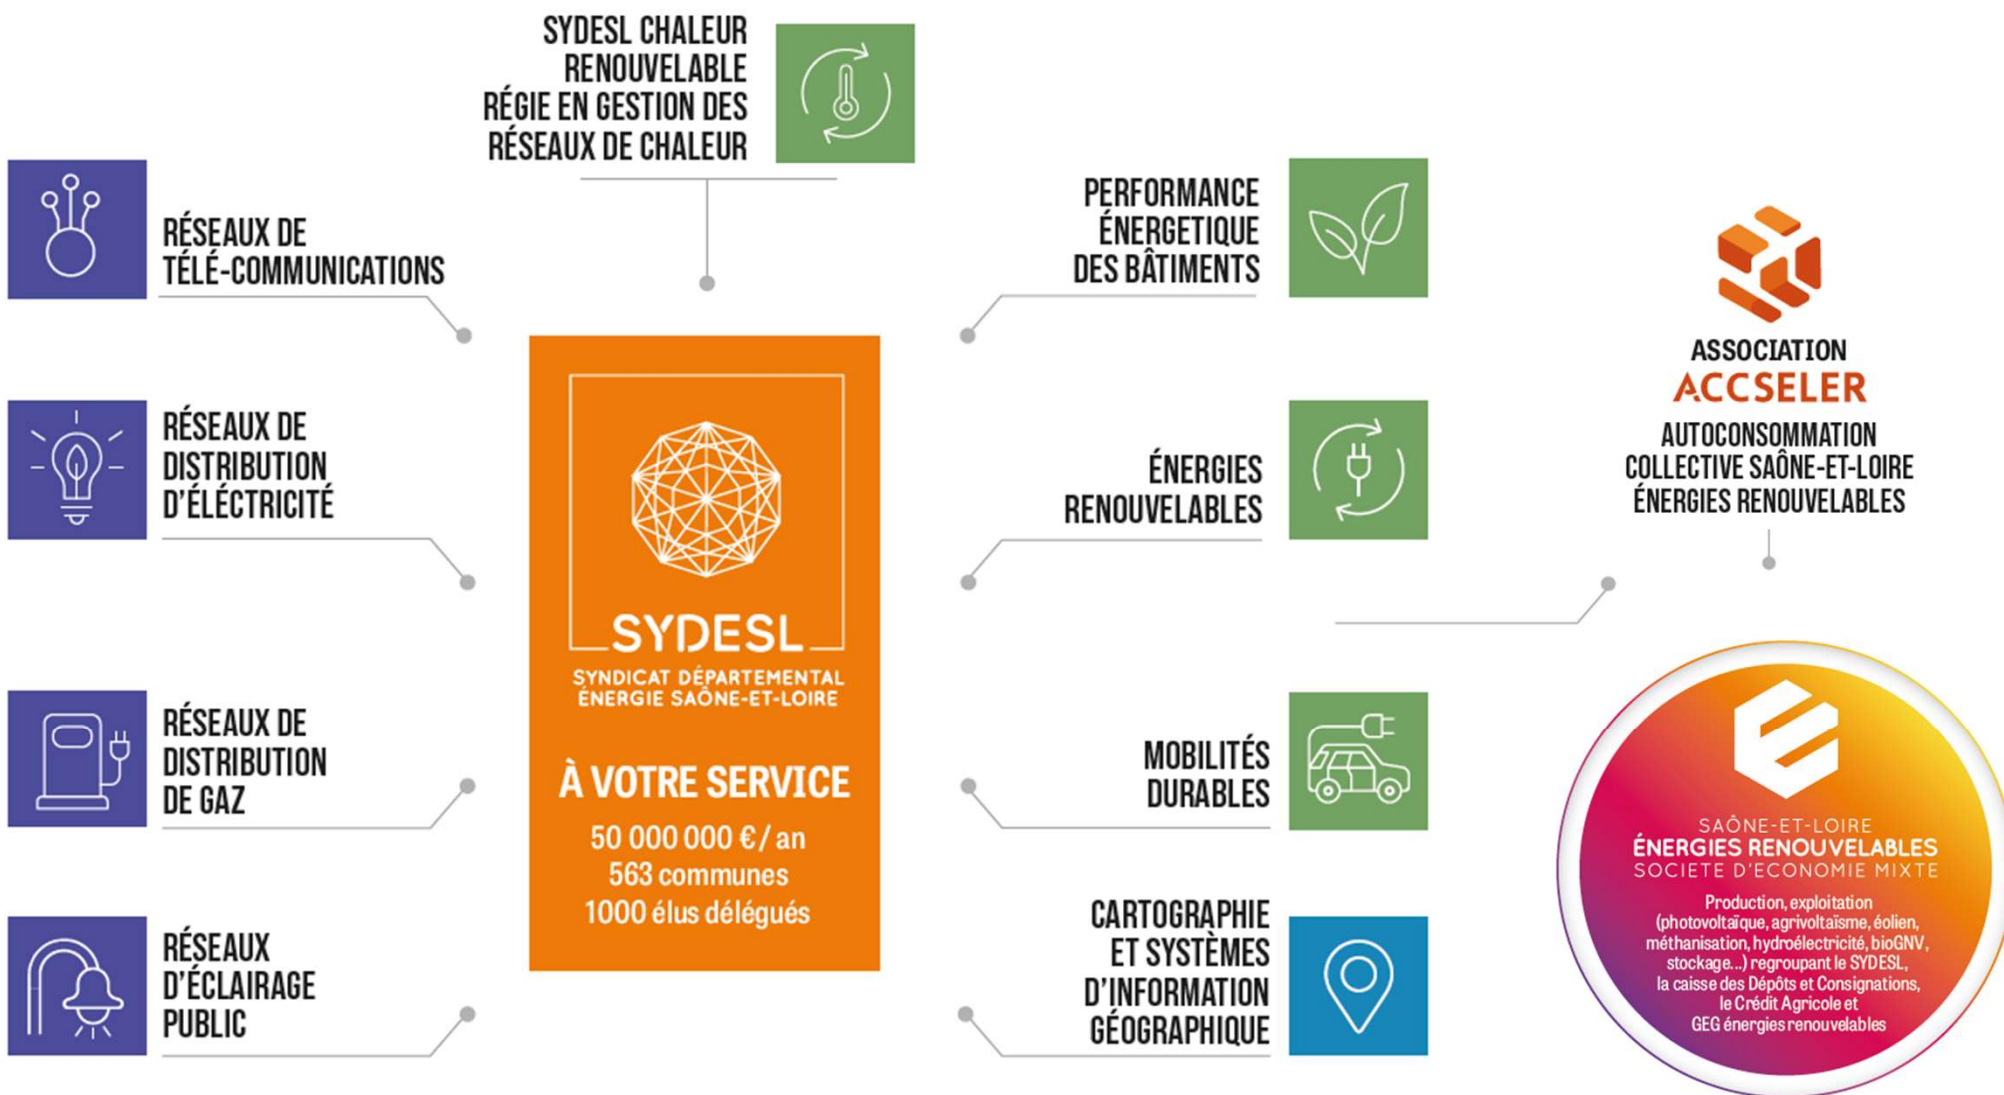 SYDESL CHALEUR
RENOUVELABLE
RÉGIE EN GESTION DES
RÉSEAUX DE CHALEUR
RÉSEAUX DE
TÉLÉ-COMMUNICATIONS
RÉSEAUX DE
DISTRIBUTION
D'ÉLÉCTRICITÉ
RÉSEAUX DE
DISTRIBUTION
DE GAZ
RÉSEAUX
D'ÉCLAIRAGE
PUBLIC
SYDESL
SYNDICAT DÉPARTEMENTAL
ÉNERGIE SAÔNE-ET-LOIRE
À VOTRE SERVICE
50 000 000 €/ an
563 communes
1000 élus délégués
PERFORMANCE
ÉNERGETIQUE
DES BÂTIMENTS
ÉNERGIES
RENOUVELABLES
MOBILITÉS
DURABLES
CARTOGRAPHIE
ET SYSTÈMES
D'INFORMATION
GÉOGRAPHIQUE
ASSOCIATION
ACCSELER
AUTOCONSOMMATION
COLLECTIVE SAÔNE-ET-LOIRE
ÉNERGIES RENOUVELABLES
SAÔNE-ET-LOIRE
ÉNERGIES RENOUVELABLES
SOCIETE D'ECONOMIE MIXTE
Production, exploitation
(photovoltaïque, agrivoltaïsme, éolien,
méthanisation, hydroélectricité, bioGNV,
stockage...) regroupant le SYDESL,
la caisse des Dépôts et Consignations,
le Crédit Agricole et
GEG énergies renouvelables